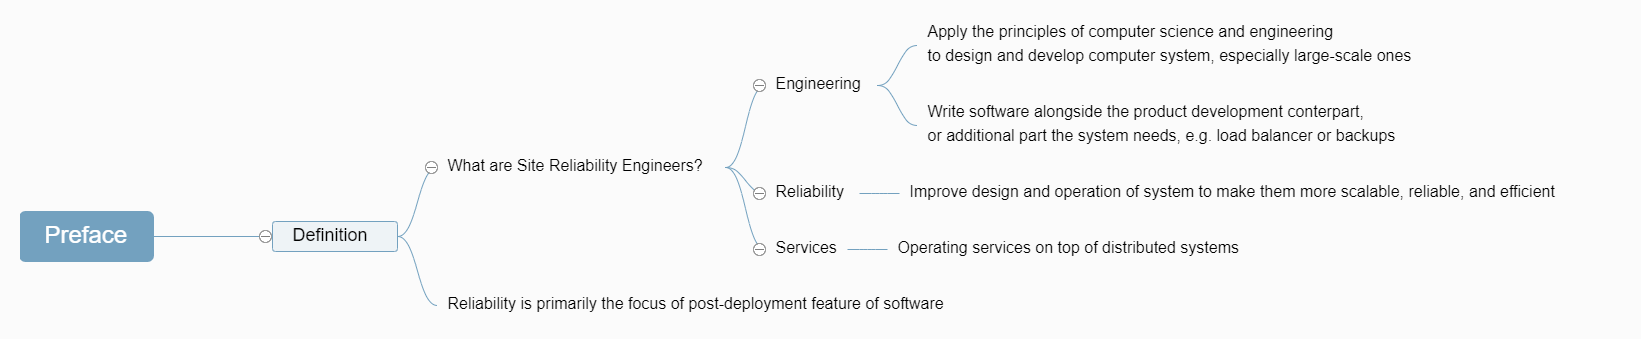 Preface
Definition
What are Site Reliability Engineers?
Engineering
Apply the principles of computer science and engineering
to design and develop computer system, especially large-scale ones
Write software alongside the product development conterpart,
or additional part the system needs, e.g. load balancer or backups
Reliability
Improve design and operation of system to make them more scalable, reliable, and efficient
Services
Operating services on top of distributed systems
Reliability is primarily the focus of post-deployment feature of software